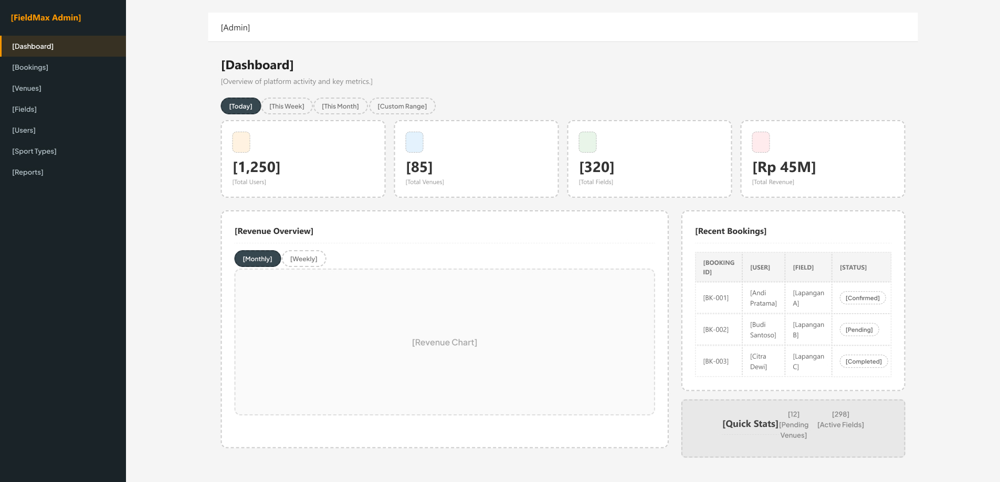 [FieldMax Admin]
[Dashboard]
[Bookings]
[Venues]
[Fields]
[Users]
[Sport Types]
[Reports]
[Admin]
[Dashboard]
[Overview of platform activity and key metrics.]
[Today] [This Week] [This Month] [Custom Range]
[1,250]
[Total Users]
[85]
[Total Venues]
[320]
[Total Fields]
[Rp 45M]
[Total Revenue]
[Revenue Overview]
[Monthly] [Weekly]
[Revenue Chart]
[Recent Bookings]
[BOOKING
ID]
[USER]
[FIELD]
[STATUS]
[BK-001]
[Andi
Pratama]
[Lapangan
A]
[Confirmed]
[BK-002]
[Budi
Santoso]
[Lapangan
B]
[Pending]
[BK-003]
[Citra
Dewi]
[Lapangan
C]
[Completed]
[Quick Stats]
[12]
[Pending
Venues]
[298]
[Active Fields]